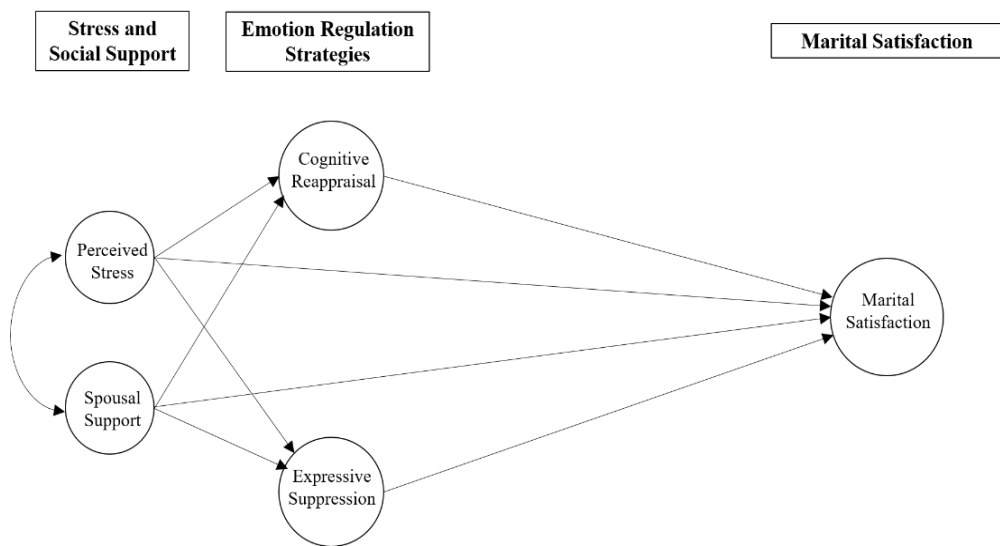 Stress and
Social Support
Emotion Regulation
Strategies
Marital Satisfaction
Cognitive
Reappraisal
Perceived
Stress
Marital
Satisfaction
Spousal
Support
Expressive
Suppression